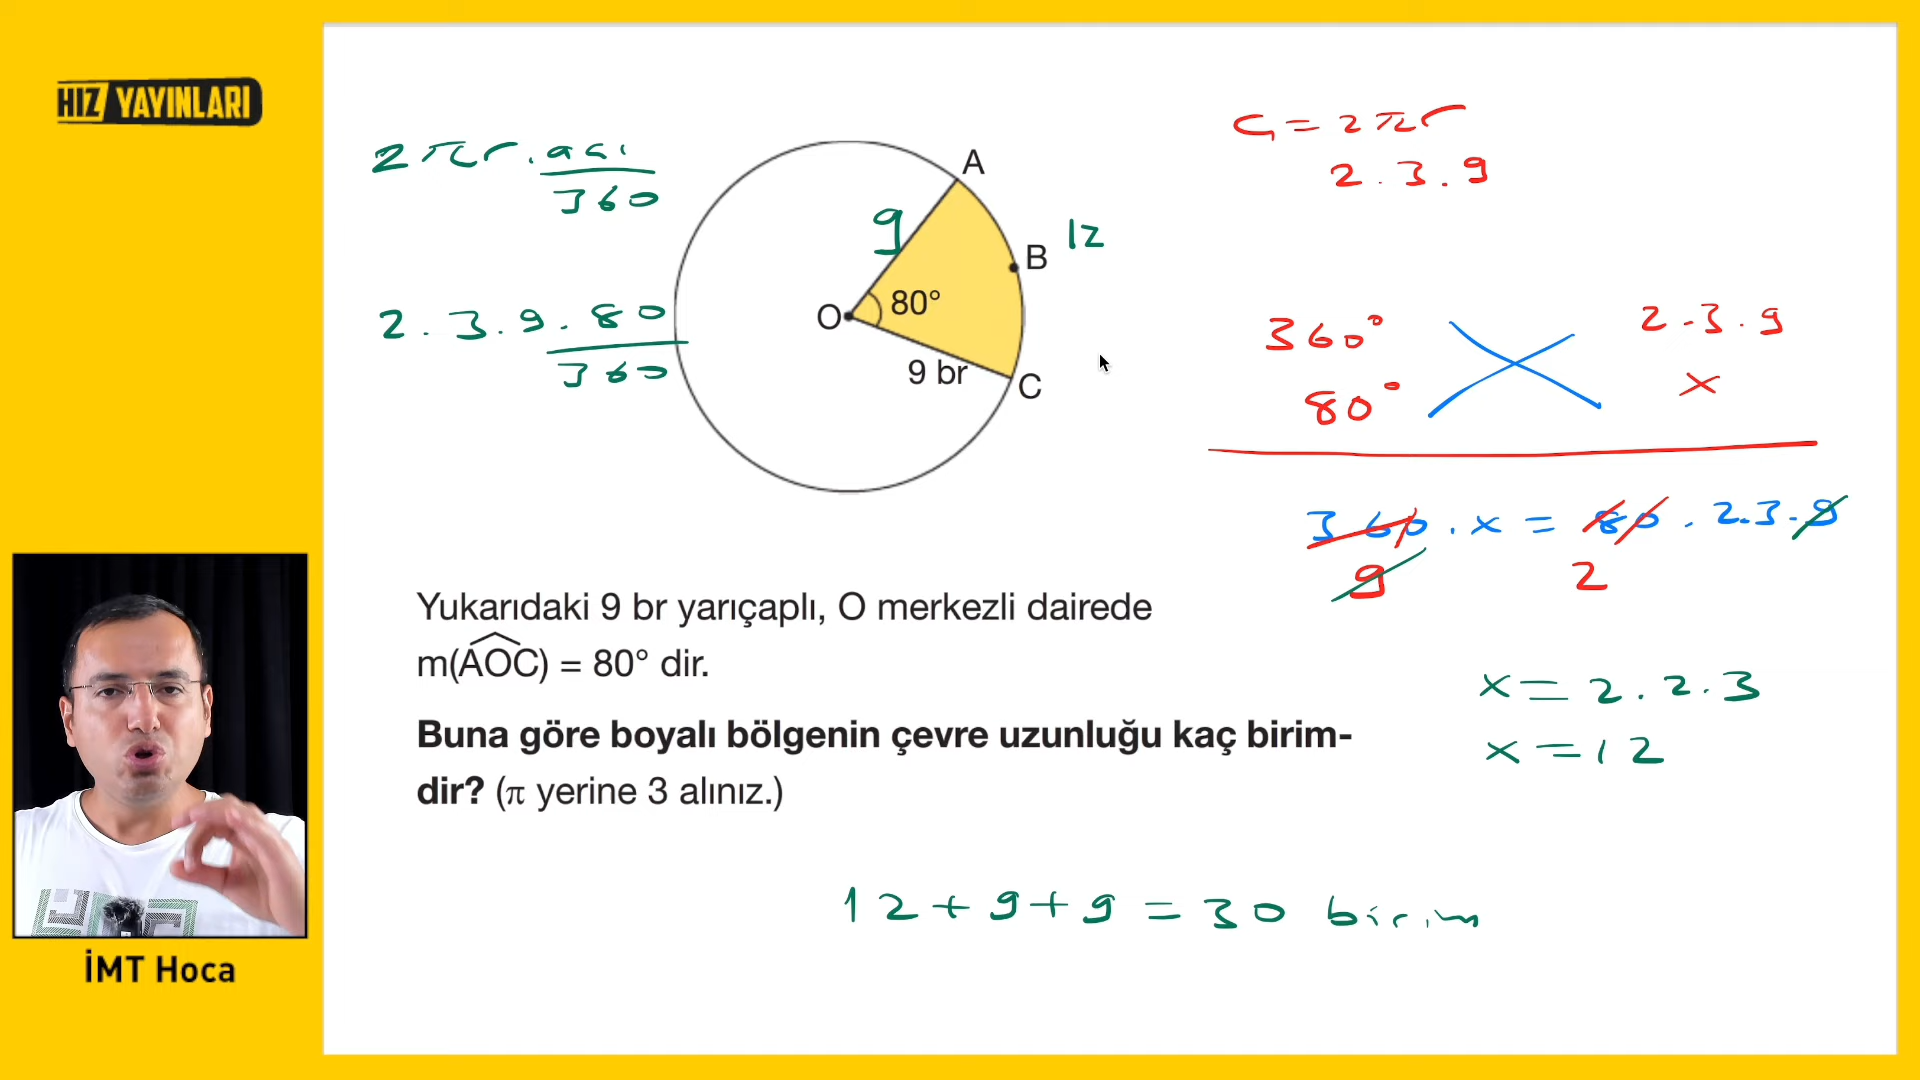 HIZ YAYINLARI
2πr . açı
360
2 . 3 . 9 . 80
360
A
9
B
12
O
80°
9 br
C
Ç = 2πr
2 . 3 . 9
360° 2 . 3 . 9
80° x
360 . x = 80 . 2 . 3 . 9
9 2
x = 2 . 2 . 3
x = 12
Yukarıdaki 9 br yarıçaplı, O merkezli dairede
m(AOC) = 80° dir.
Buna göre boyalı bölgenin çevre uzunluğu kaç birim-
dir? (π yerine 3 alınız.)
12 + 9 + 9 = 30 birim
İMT Hoca